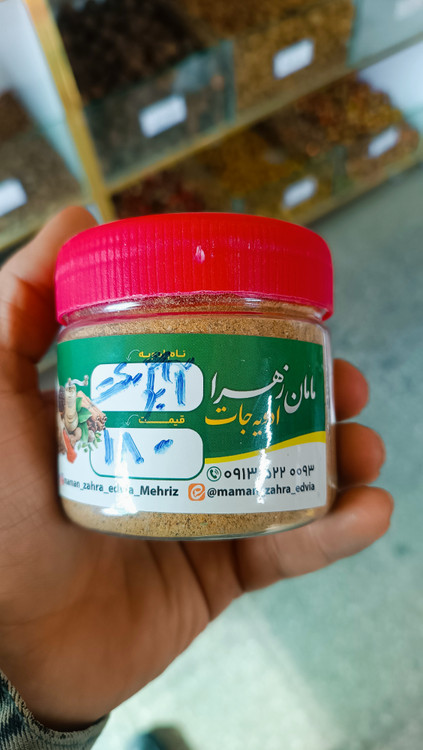 مامان زهرا
ادویه جات
نام ادویه
قیمت
۱۸۰
۰۹۱۳ ۵۲۲ ۰۰۹۳
maman_zahra_edvia_Mehriz
@maman_zahra_edvia